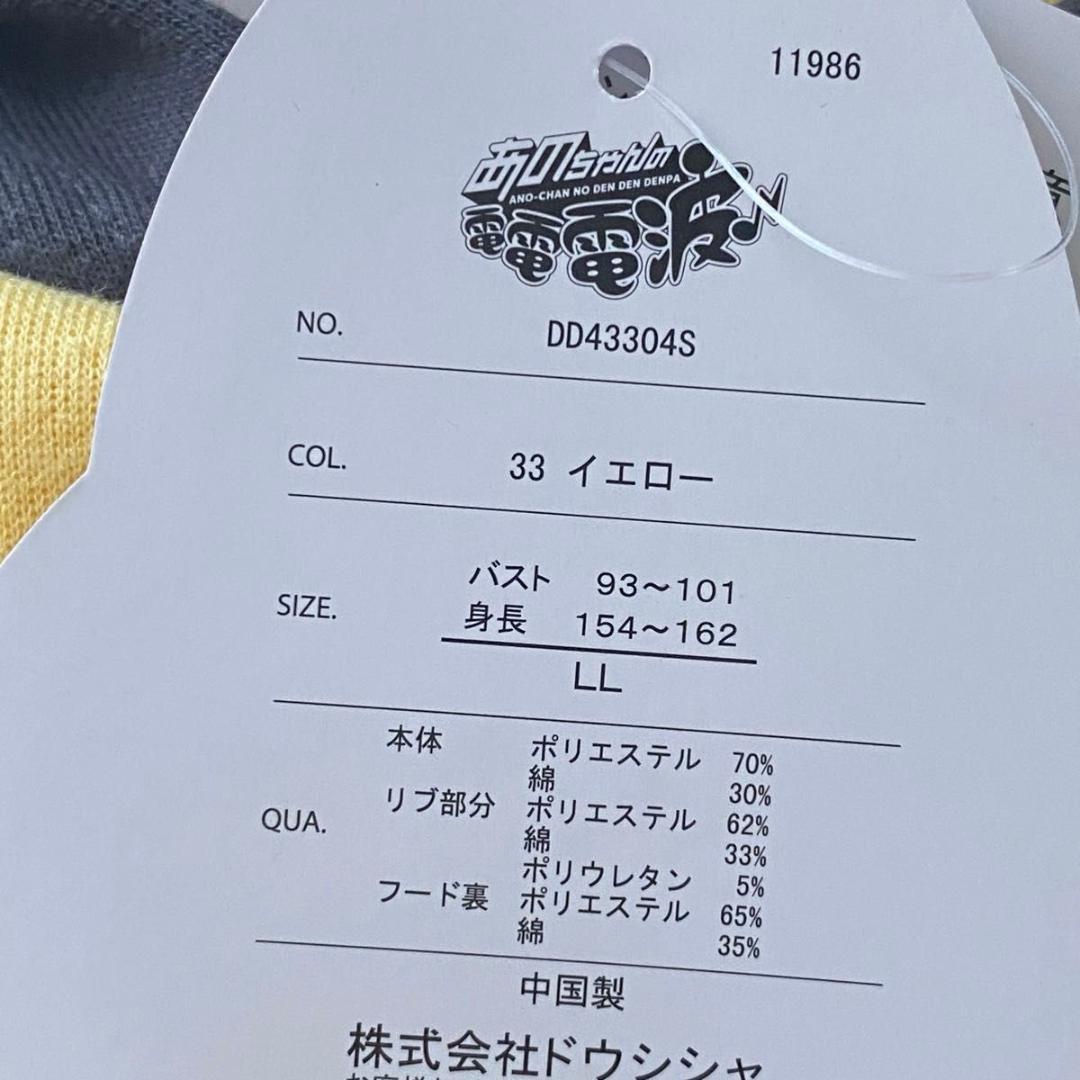 11986
あのちゃんの
ANO-CHAN NO DEN DEN DENPA
電電電波
NO. DD43304S
COL. 33 イエロー
SIZE. バスト 93～101
身長 154～162
LL
QUA.
本体 ポリエステル 70%
綿 30%
リブ部分 ポリエステル 62%
綿 33%
ポリウレタン 5%
フード裏 ポリエステル 65%
綿 35%
中国製
株式会社ドウシシャ